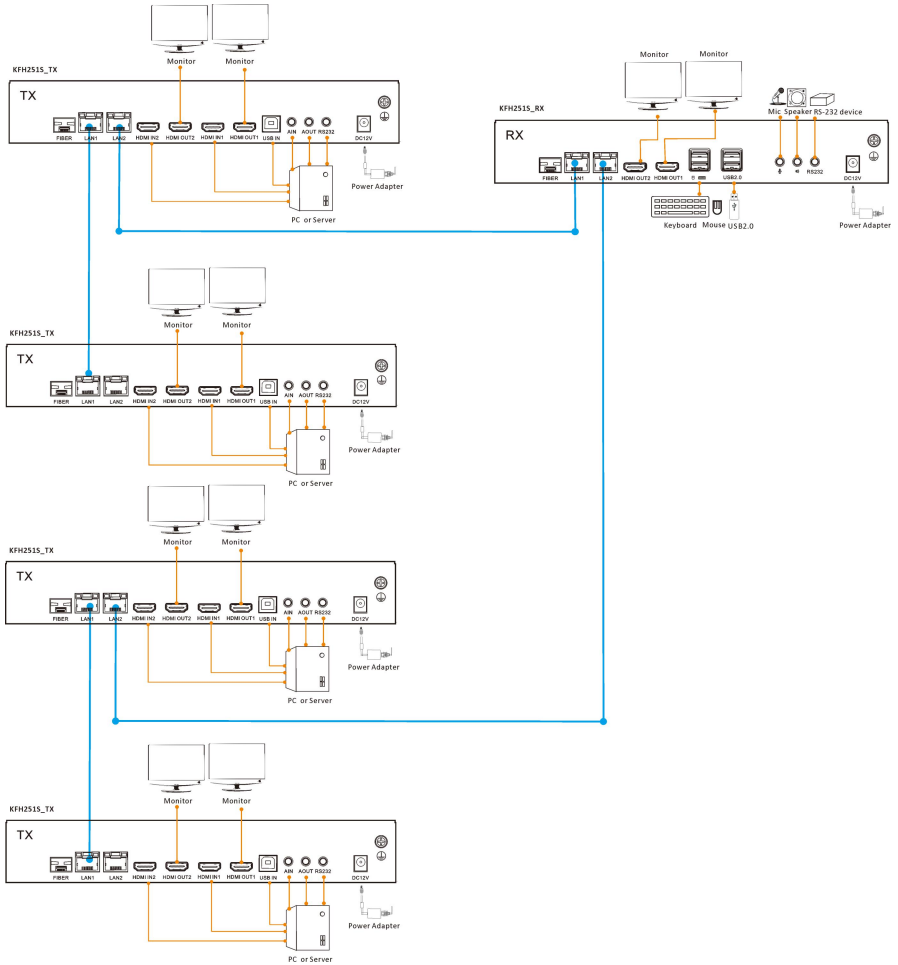 Monitor Monitor
KFH251S_TX
TX
FIBER LAN1 LAN2 HDMI IN2 HDMI OUT2 HDMI IN1 HDMI OUT1 USB IN AIN AOUT RS232 DC12V
Power Adapter
PC or Server
Monitor Monitor
Mic Speaker RS-232 device
KFH251S_RX
RX
FIBER LAN1 LAN2 HDMI OUT2 HDMI OUT1 USB2.0 RS232 DC12V
Keyboard Mouse USB2.0
Power Adapter
Monitor Monitor
KFH251S_TX
TX
FIBER LAN1 LAN2 HDMI IN2 HDMI OUT2 HDMI IN1 HDMI OUT1 USB IN AIN AOUT RS232 DC12V
Power Adapter
PC or Server
Monitor Monitor
KFH251S_TX
TX
FIBER LAN1 LAN2 HDMI IN2 HDMI OUT2 HDMI IN1 HDMI OUT1 USB IN AIN AOUT RS232 DC12V
Power Adapter
PC or Server
Monitor Monitor
KFH251S_TX
TX
FIBER LAN1 LAN2 HDMI IN2 HDMI OUT2 HDMI IN1 HDMI OUT1 USB IN AIN AOUT RS232 DC12V
Power Adapter
PC or Server